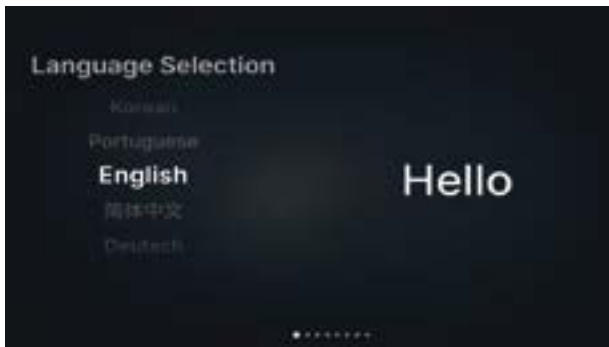 Language Selection
Korean
Portuguese
English
简体中文
Deutsch
Hello